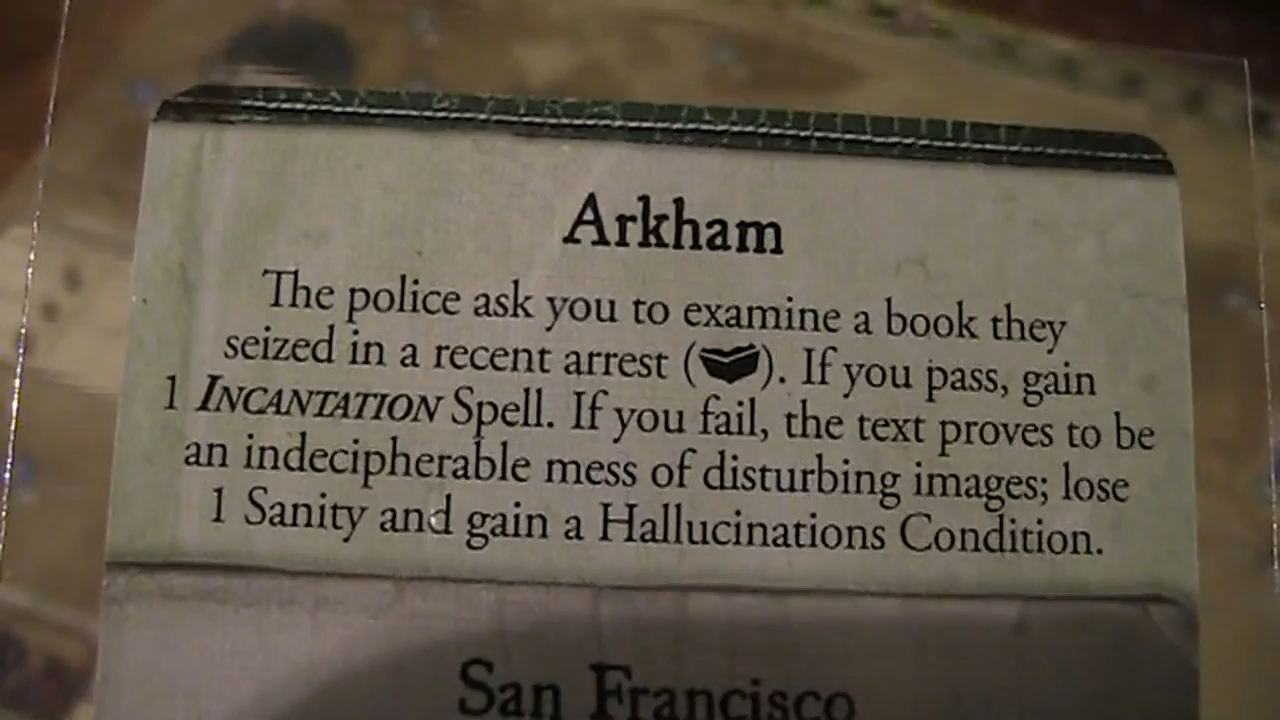 Arkham
The police ask you to examine a book they
seized in a recent arrest (). If you pass, gain
1 INCANTATION Spell. If you fail, the text proves to be
an indecipherable mess of disturbing images; lose
1 Sanity and gain a Hallucinations Condition.
San Francisco